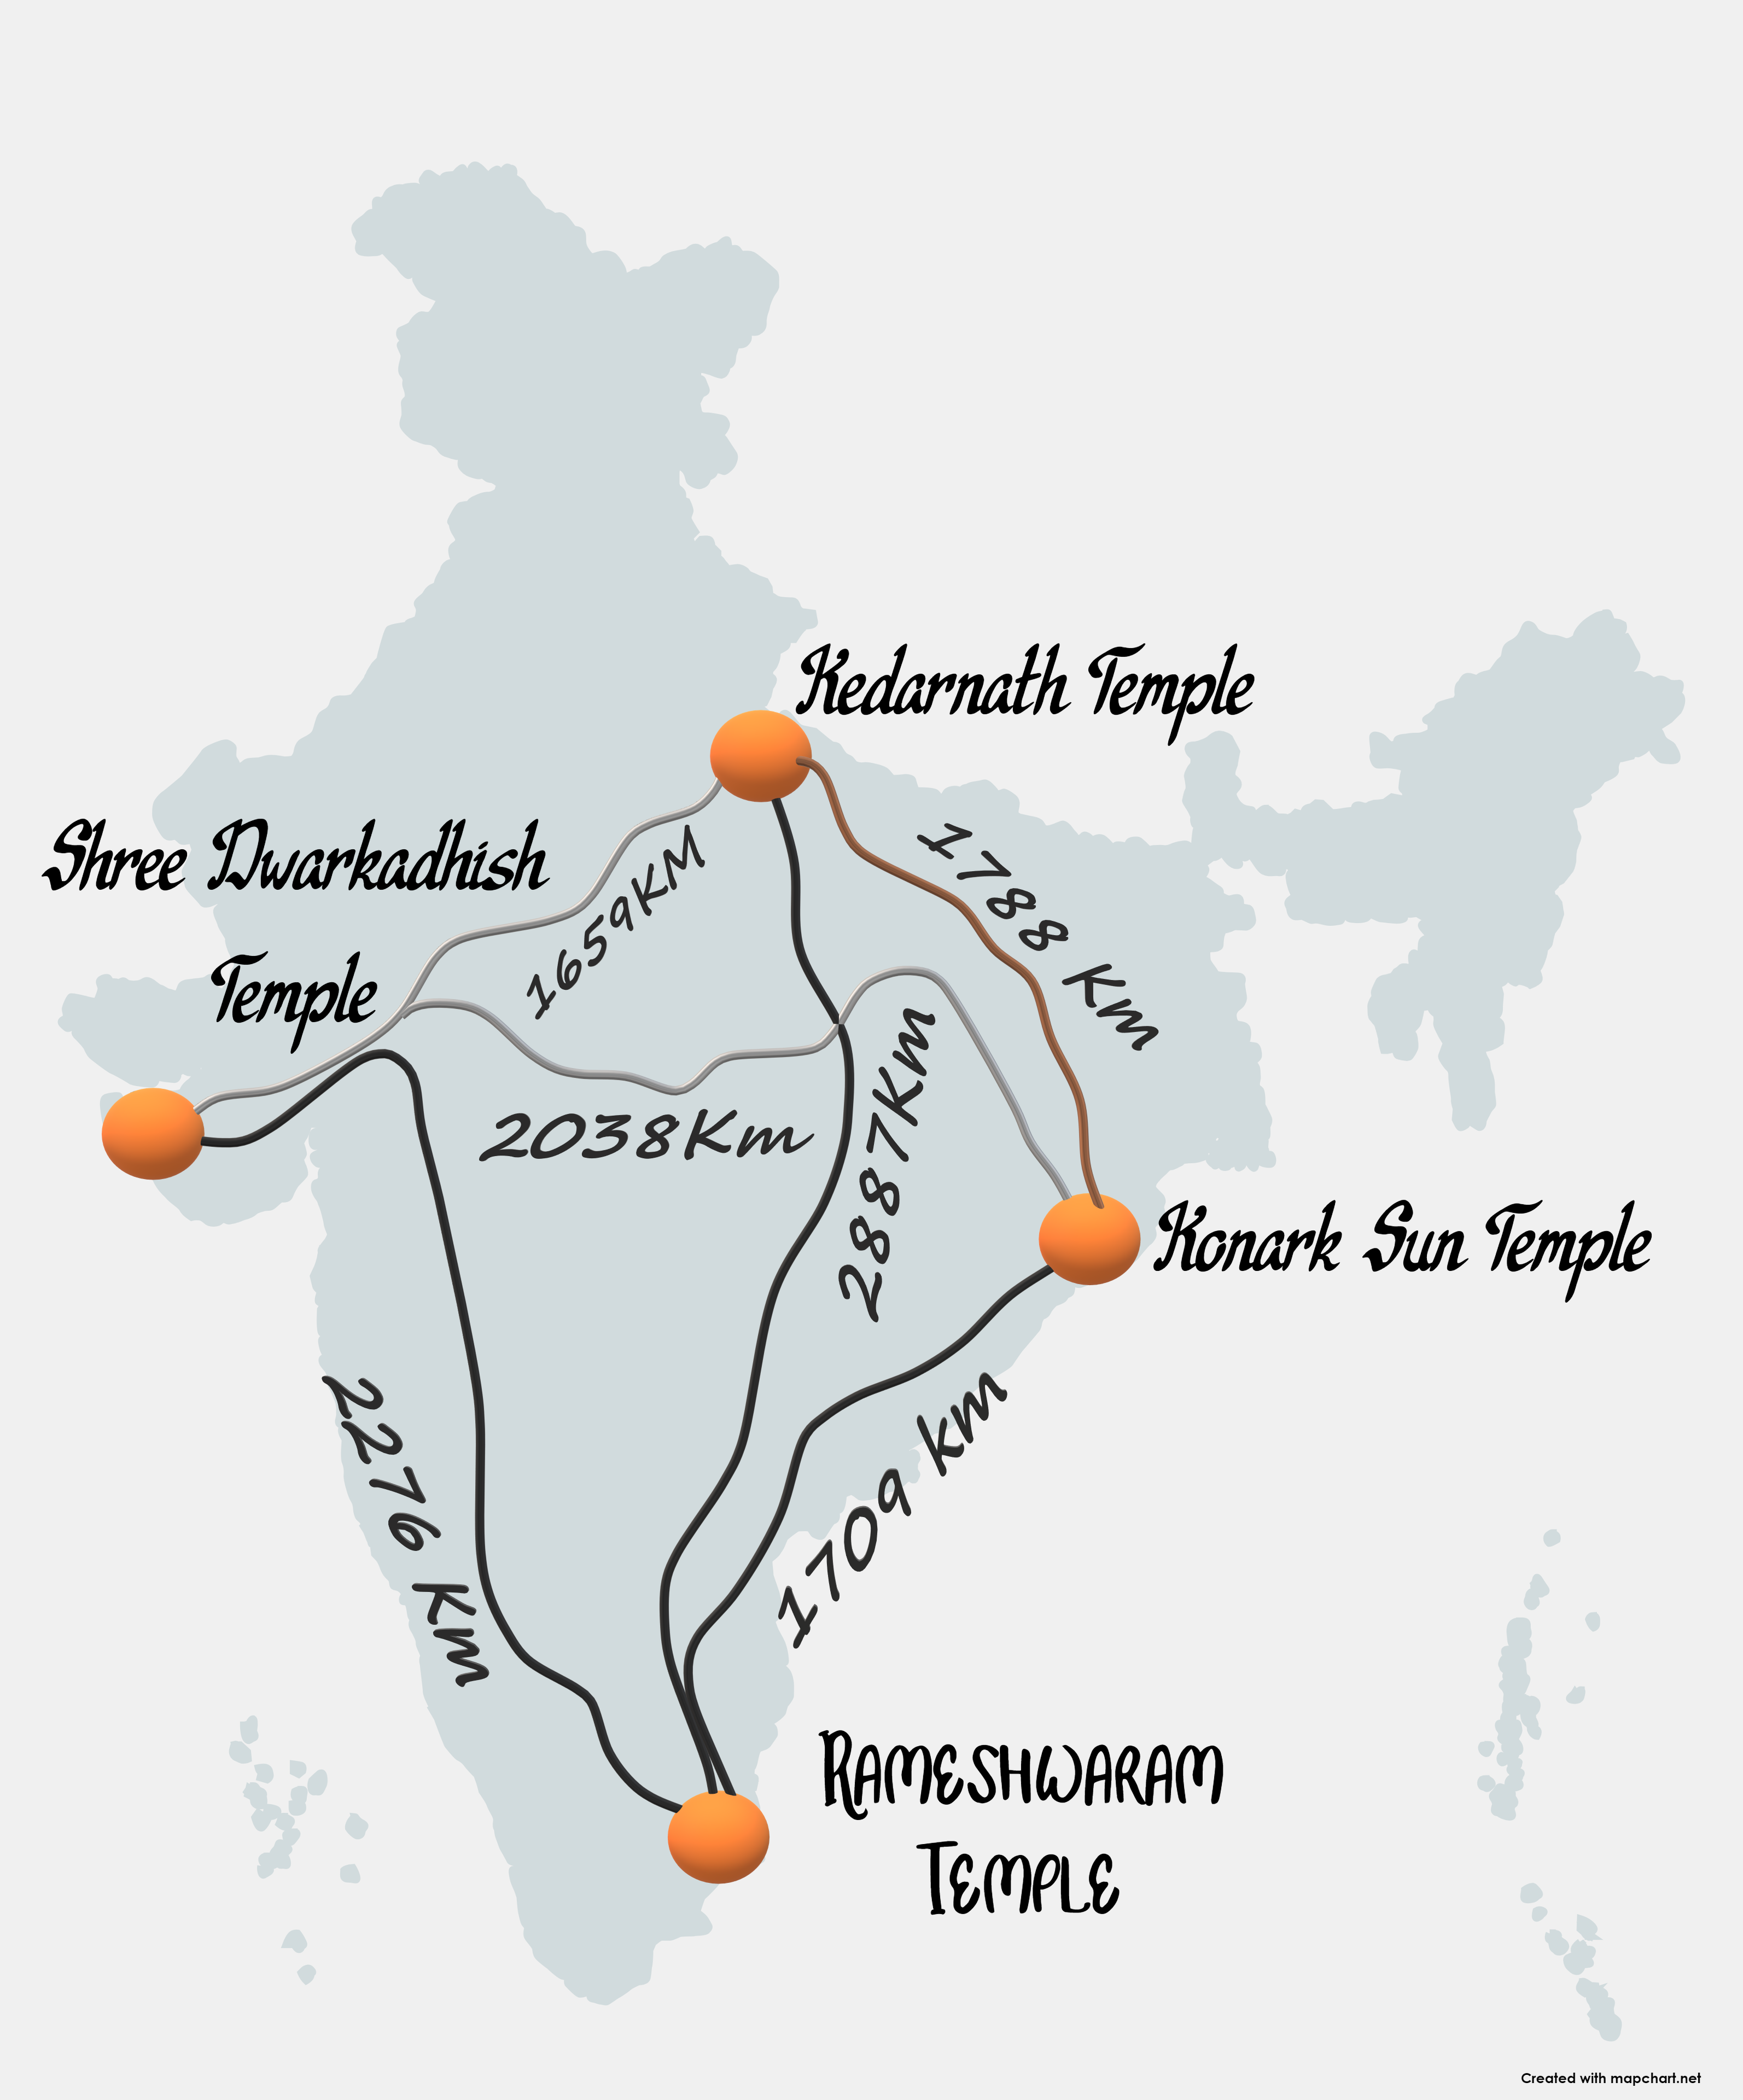 Kedarnath Temple
Shree Dwarkadhish
Temple
1659KM
1788 Km
2038Km
2887Km
Konark Sun Temple
2276 Km
1709 Km
RAMESHWARAM
TEMPLE
Created with mapchart.net